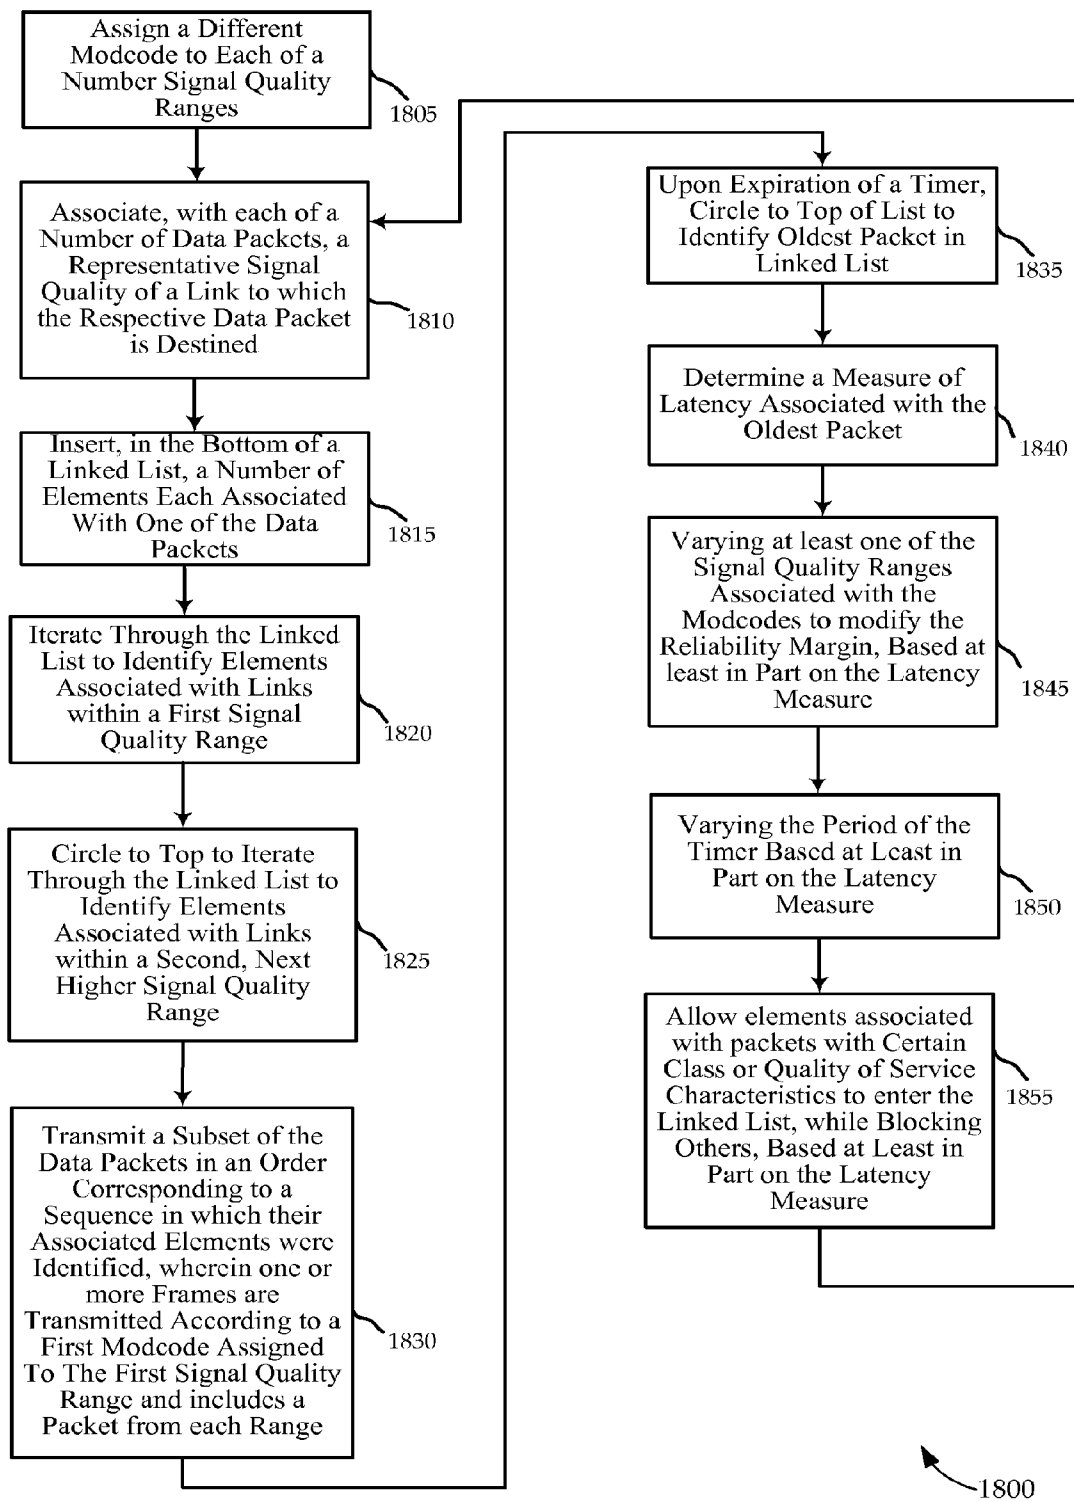 Assign a Different
Modcode to Each of a
Number Signal Quality
Ranges
1805
Associate, with each of a
Number of Data Packets, a
Representative Signal
Quality of a Link to which
the Respective Data Packet
is Destined
1810
Insert, in the Bottom of a
Linked List, a Number of
Elements Each Associated
With One of the Data
Packets
1815
Iterate Through the Linked
List to Identify Elements
Associated with Links
within a First Signal
Quality Range
1820
Circle to Top to Iterate
Through the Linked List to
Identify Elements
Associated with Links
within a Second, Next
Higher Signal Quality
Range
1825
Transmit a Subset of the
Data Packets in an Order
Corresponding to a
Sequence in which their
Associated Elements were
Identified, wherein one or
more Frames are
Transmitted According to a
First Modcode Assigned
To The First Signal Quality
Range and includes a
Packet from each Range
1830
Upon Expiration of a Timer,
Circle to Top of List to
Identify Oldest Packet in
Linked List
1835
Determine a Measure of
Latency Associated with the
Oldest Packet
1840
Varying at least one of the
Signal Quality Ranges
Associated with the
Modcodes to modify the
Reliability Margin, Based at
least in Part on the Latency
Measure
1845
Varying the Period of the
Timer Based at Least in
Part on the Latency
Measure
1850
Allow elements associated
with packets with Certain
Class or Quality of Service
Characteristics to enter the
Linked List, while Blocking
Others, Based at Least in
Part on the Latency
Measure
1855
1800